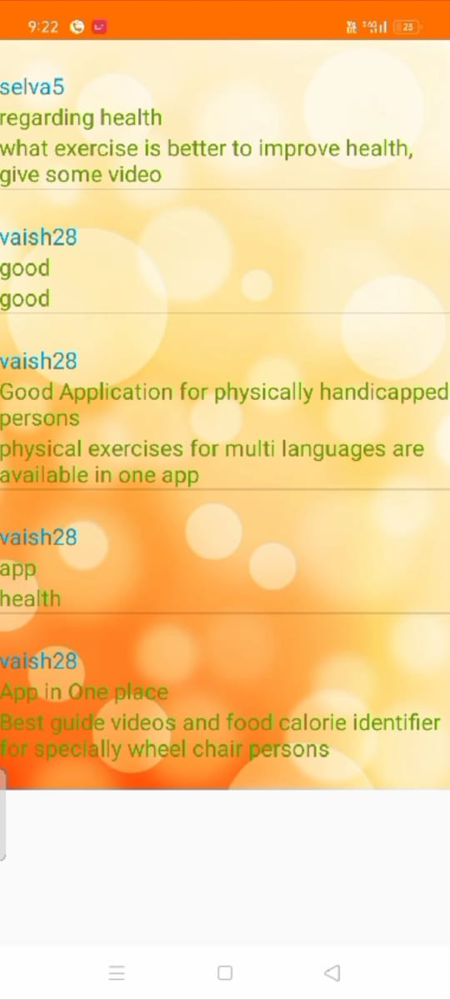 9:22
25
selva5
regarding health
what exercise is better to improve health,
give some video
vaish28
good
good
vaish28
Good Application for physically handicapped
persons
physical exercises for multi languages are
available in one app
vaish28
app
health
vaish28
App in One place
Best guide videos and food calorie identifier
for specially wheel chair persons